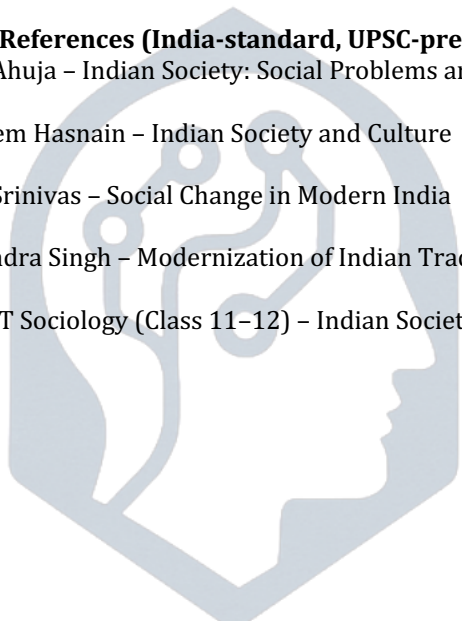 References (India-standard, UPSC-pre
Ahuja – Indian Society: Social Problems an
em Hasnain – Indian Society and Culture
Srinivas – Social Change in Modern India
ndra Singh – Modernization of Indian Trad
T Sociology (Class 11–12) – Indian Societ